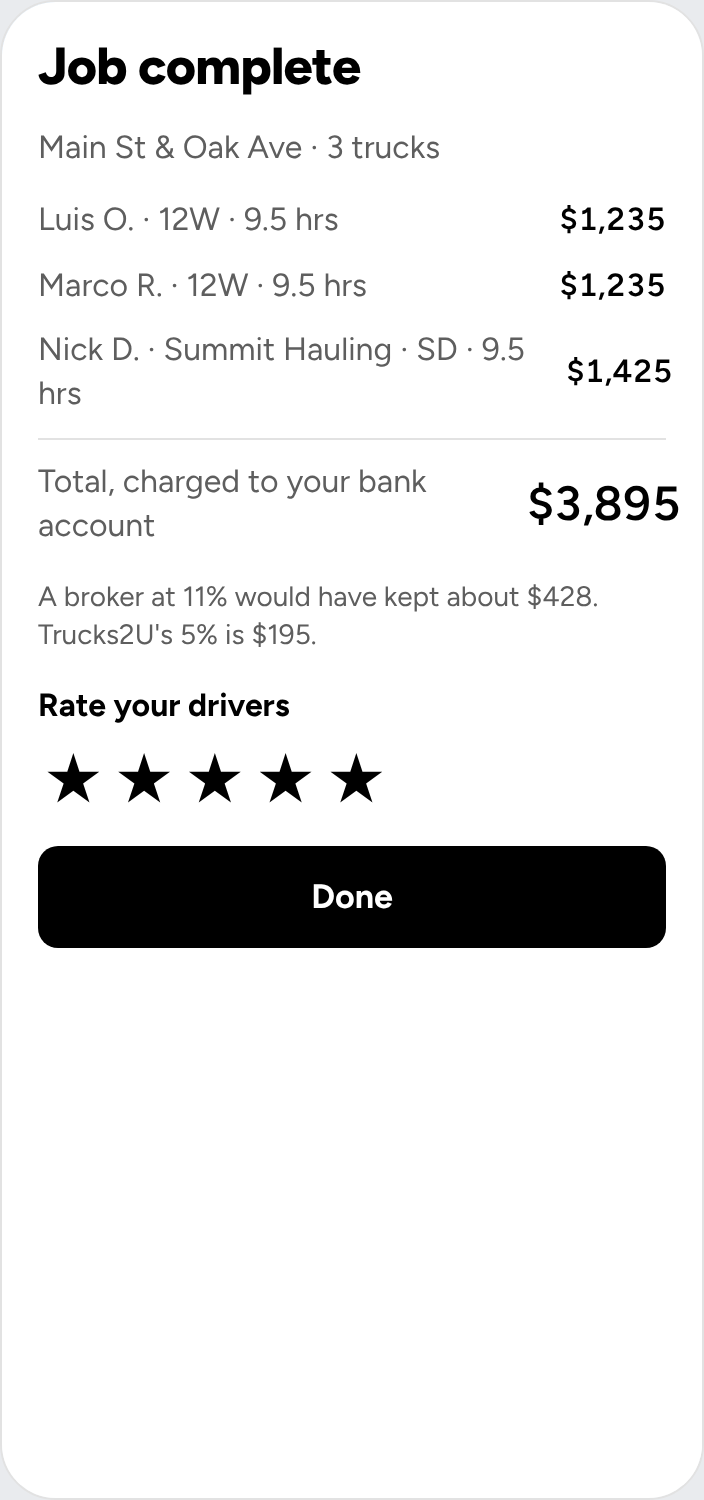 Job complete
Main St & Oak Ave · 3 trucks
Luis O. · 12W · 9.5 hrs $1,235
Marco R. · 12W · 9.5 hrs $1,235
Nick D. · Summit Hauling · SD · 9.5
hrs $1,425
Total, charged to your bank
account $3,895
A broker at 11% would have kept about $428.
Trucks2U's 5% is $195.
Rate your drivers
★ ★ ★ ★ ★
Done